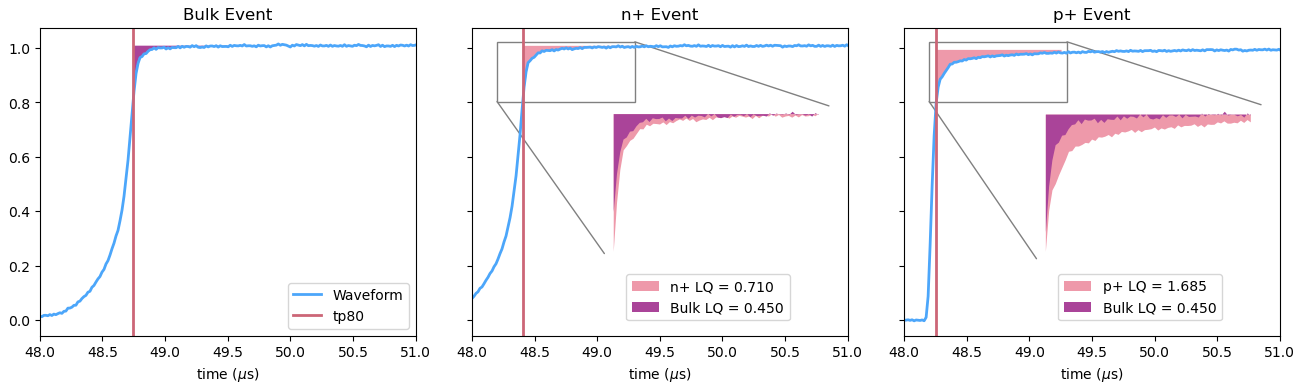 Bulk Event
n+ Event
p+ Event
1.0
0.8
0.6
0.4
0.2
0.0
Waveform
tp80
n+ LQ = 0.710
Bulk LQ = 0.450
p+ LQ = 1.685
Bulk LQ = 0.450
48.0 48.5 49.0 49.5 50.0 50.5 51.0
48.0 48.5 49.0 49.5 50.0 50.5 51.0
48.0 48.5 49.0 49.5 50.0 50.5 51.0
time (μs)
time (μs)
time (μs)